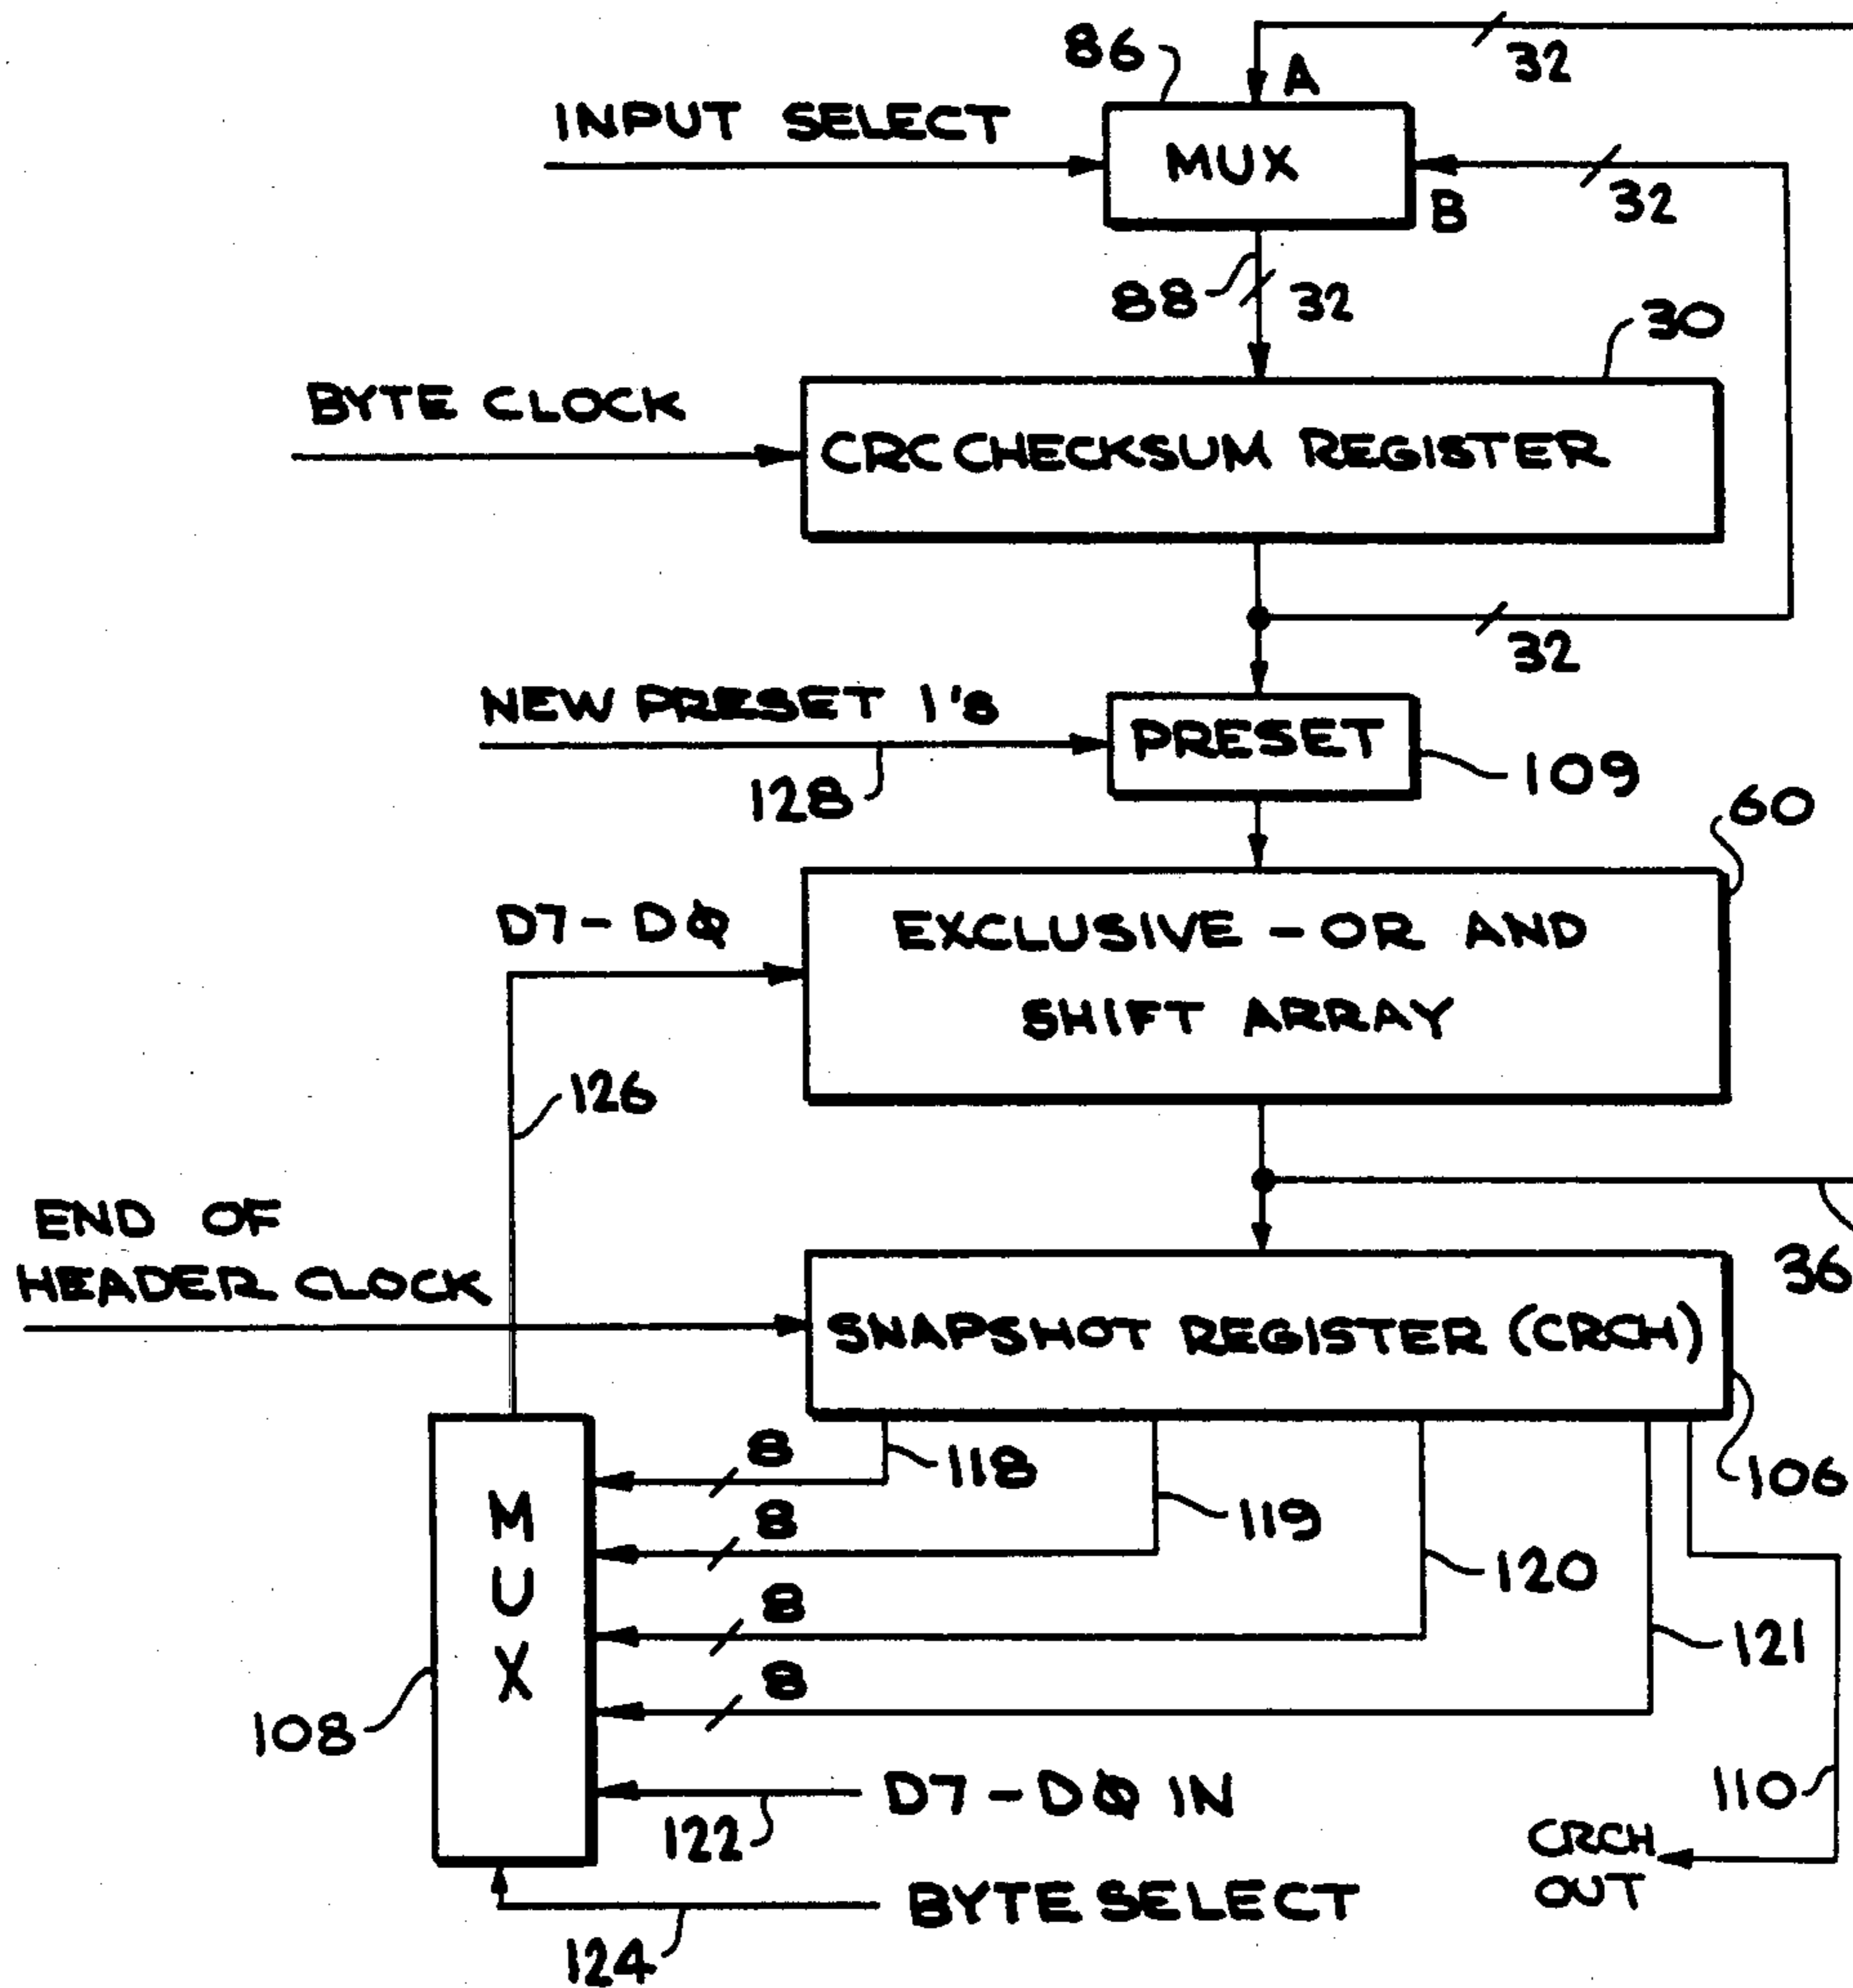 86
A
32
INPUT SELECT
MUX
B
32
88
32
30
BYTE CLOCK
CRC CHECKSUM REGISTER
32
NEW PRESET 1'S
PRESET
128
109
60
D7-DØ
EXCLUSIVE-OR AND
SHIFT ARRAY
126
END OF
HEADER CLOCK
36
SNAPSHOT REGISTER (CRCH)
106
8
118
8
119
8
120
8
121
MUX
108
D7-DØ IN
122
110
CRCH
OUT
BYTE SELECT
124